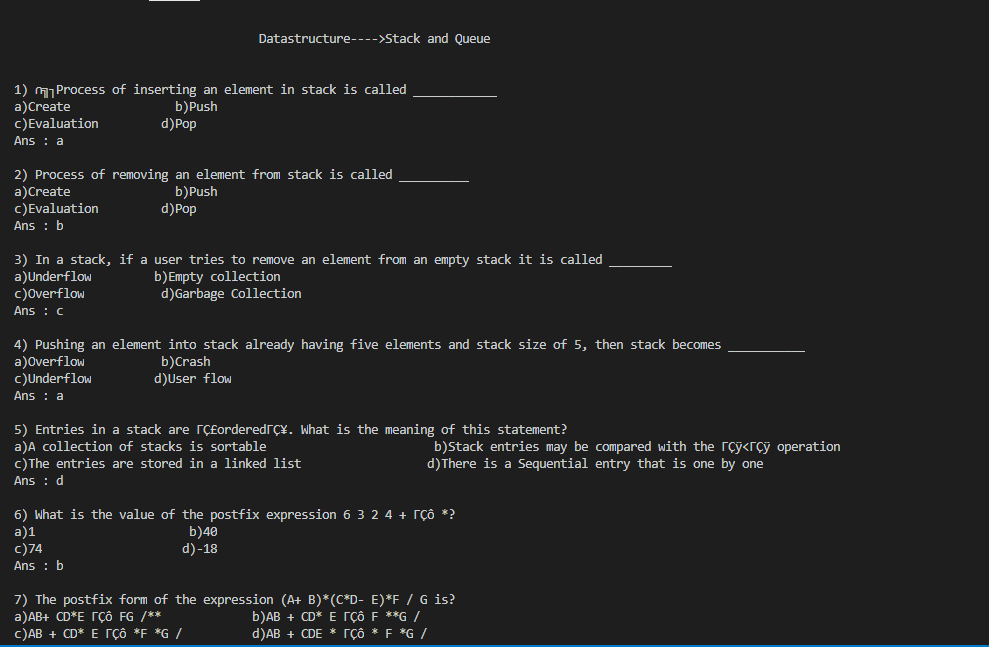 Datastructure---->Stack and Queue
1) ∩╗┐Process of inserting an element in stack is called ____________
a)Create b)Push
c)Evaluation d)Pop
Ans : a
2) Process of removing an element from stack is called __________
a)Create b)Push
c)Evaluation d)Pop
Ans : b
3) In a stack, if a user tries to remove an element from an empty stack it is called _________
a)Underflow b)Empty collection
c)Overflow d)Garbage Collection
Ans : c
4) Pushing an element into stack already having five elements and stack size of 5, then stack becomes ___________
a)Overflow b)Crash
c)Underflow d)User flow
Ans : a
5) Entries in a stack are ΓÇ£orderedΓÇ¥. What is the meaning of this statement?
a)A collection of stacks is sortable b)Stack entries may be compared with the ΓÇÿ<ΓÇÿ operation
c)The entries are stored in a linked list d)There is a Sequential entry that is one by one
Ans : d
6) What is the value of the postfix expression 6 3 2 4 + ΓÇô *?
a)1 b)40
c)74 d)-18
Ans : b
7) The postfix form of the expression (A+ B)*(C*D- E)*F / G is?
a)AB+ CD*E ΓÇô FG /** b)AB + CD* E ΓÇô F **G /
c)AB + CD* E ΓÇô *F *G / d)AB + CDE * ΓÇô * F *G /